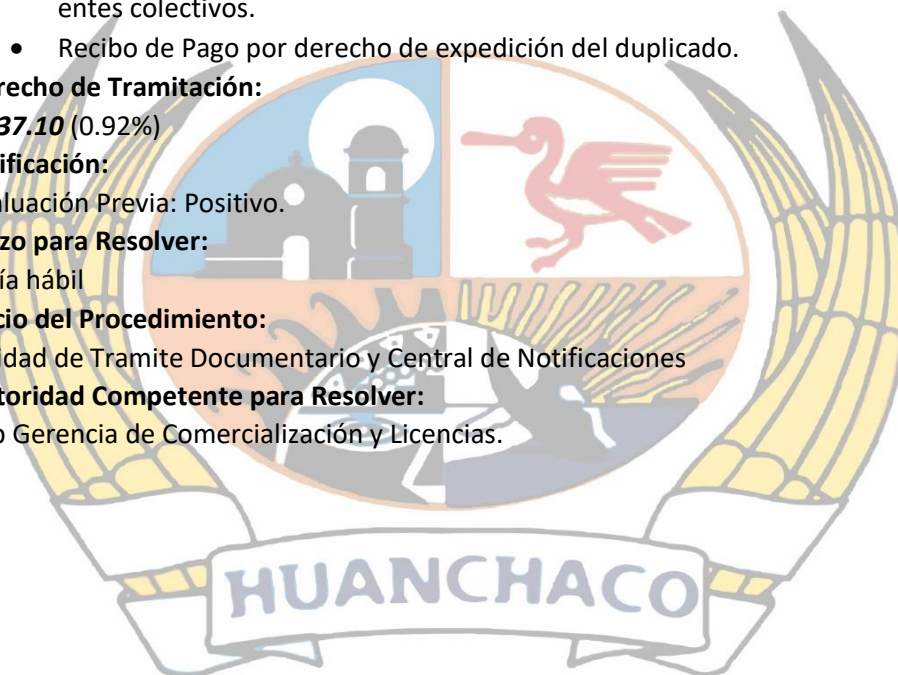 entes colectivos.
• Recibo de Pago por derecho de expedición del duplicado.
recho de Tramitación:
37.10 (0.92%)
ificación:
luación Previa: Positivo.
zo para Resolver:
ía hábil
cio del Procedimiento:
idad de Tramite Documentario y Central de Notificaciones
toridad Competente para Resolver:
o Gerencia de Comercialización y Licencias.
HUANCHACO